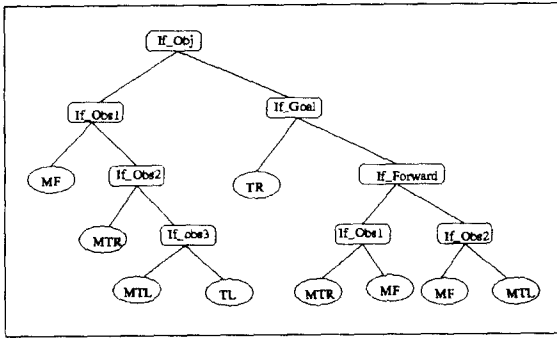 If_Obj
If_Obs1
If_Goal
MF
If_Obs2
TR
If_Forward
MTR
If_obs3
If_Obs1
If_Obs2
MTL
TL
MTR
MF
MF
MTL